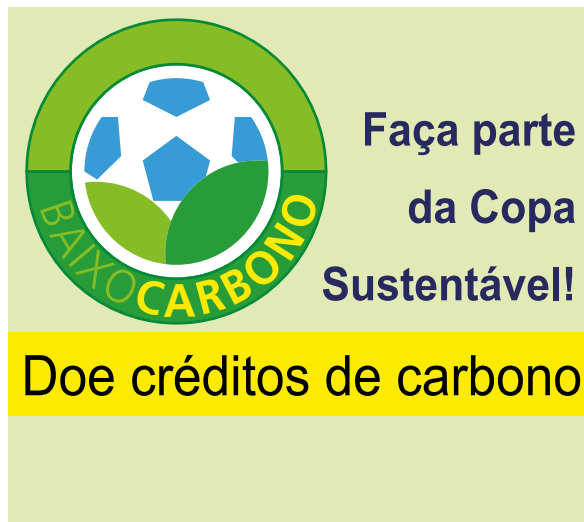 BAIXO CARBONO
Faça parte
da Copa
Sustentável!
Doe créditos de carbono